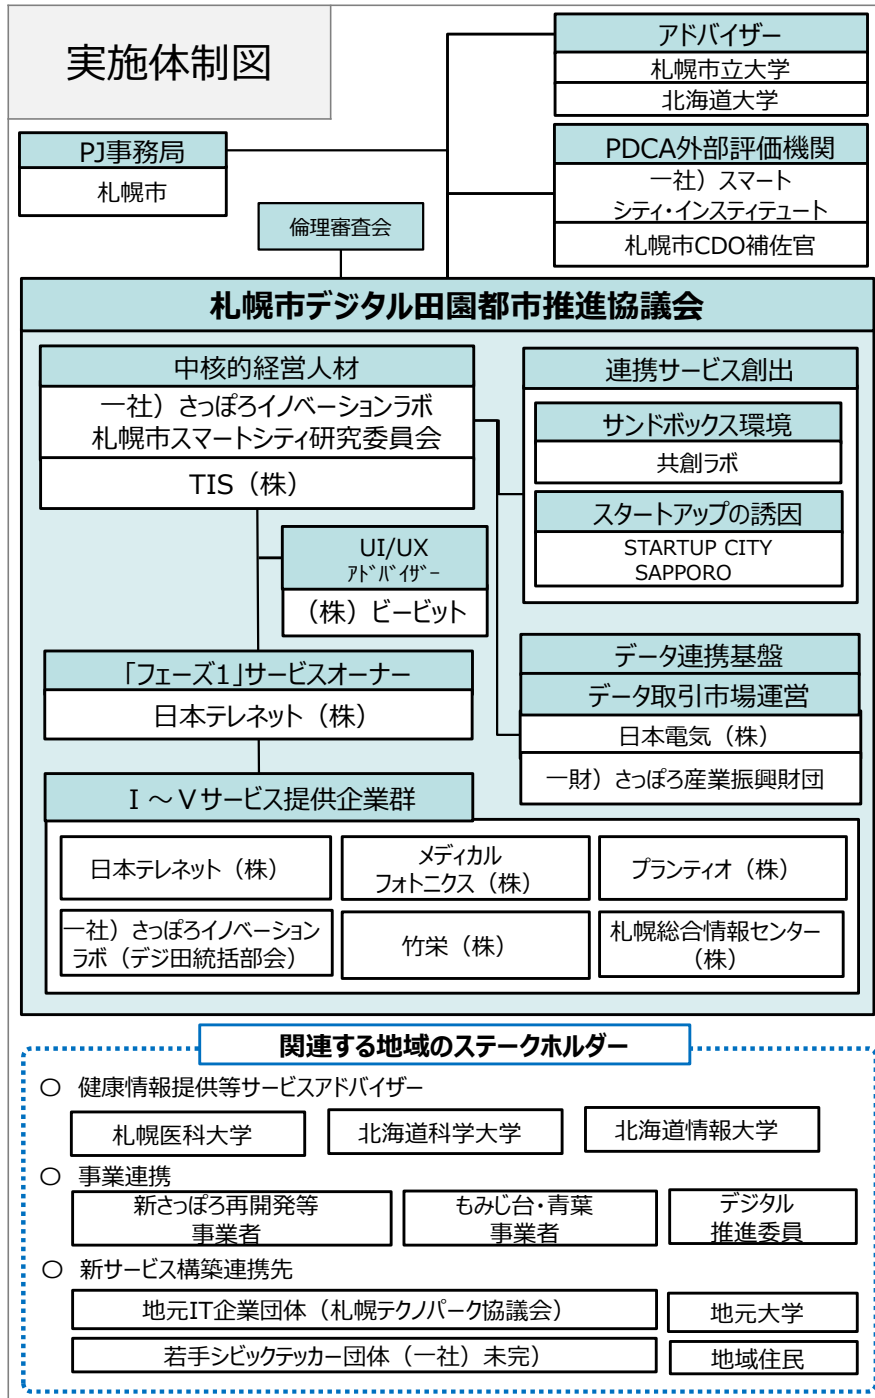 実施体制図
アドバイザー
札幌市立大学
北海道大学
PJ事務局
札幌市
PDCA外部評価機関
一社）スマート
シティ・インスティテュート
札幌市CDO補佐官
倫理審査会
札幌市デジタル田園都市推進協議会
中核的経営人材
一社）さっぽろイノベーションラボ
札幌市スマートシティ研究委員会
TIS（株）
UI/UX
ｱﾄﾞﾊﾞｲｻﾞｰ
（株）ビービット
「フェーズ1」サービスオーナー
日本テレネット（株）
連携サービス創出
サンドボックス環境
共創ラボ
スタートアップの誘因
STARTUP CITY
SAPPORO
データ連携基盤
データ取引市場運営
日本電気（株）
一財）さっぽろ産業振興財団
Ⅰ～Ⅴサービス提供企業群
日本テレネット（株）
メディカル
フォトニクス（株）
プランティオ（株）
一社）さっぽろイノベーション
ラボ（デジ田統括部会）
竹栄（株）
札幌総合情報センター
（株）
関連する地域のステークホルダー
○ 健康情報提供等サービスアドバイザー
札幌医科大学
北海道科学大学
北海道情報大学
○ 事業連携
新さっぽろ再開発等
事業者
もみじ台・青葉
事業者
デジタル
推進委員
○ 新サービス構築連携先
地元IT企業団体（札幌テクノパーク協議会）
地元大学
若手シビックテッカー団体（一社）未完）
地域住民